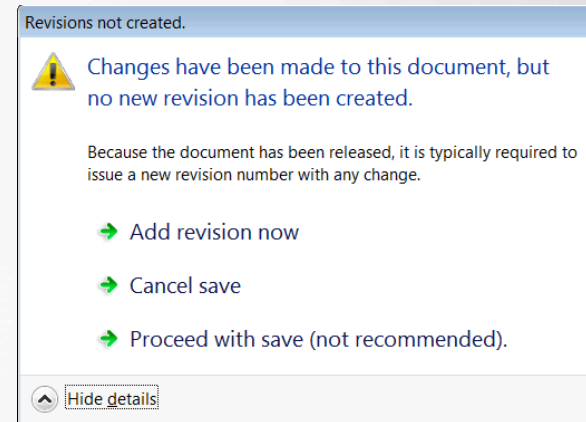 Revisions not created.
Changes have been made to this document, but
no new revision has been created.
Because the document has been released, it is typically required to
issue a new revision number with any change.
Add revision now
Cancel save
Proceed with save (not recommended).
Hide details